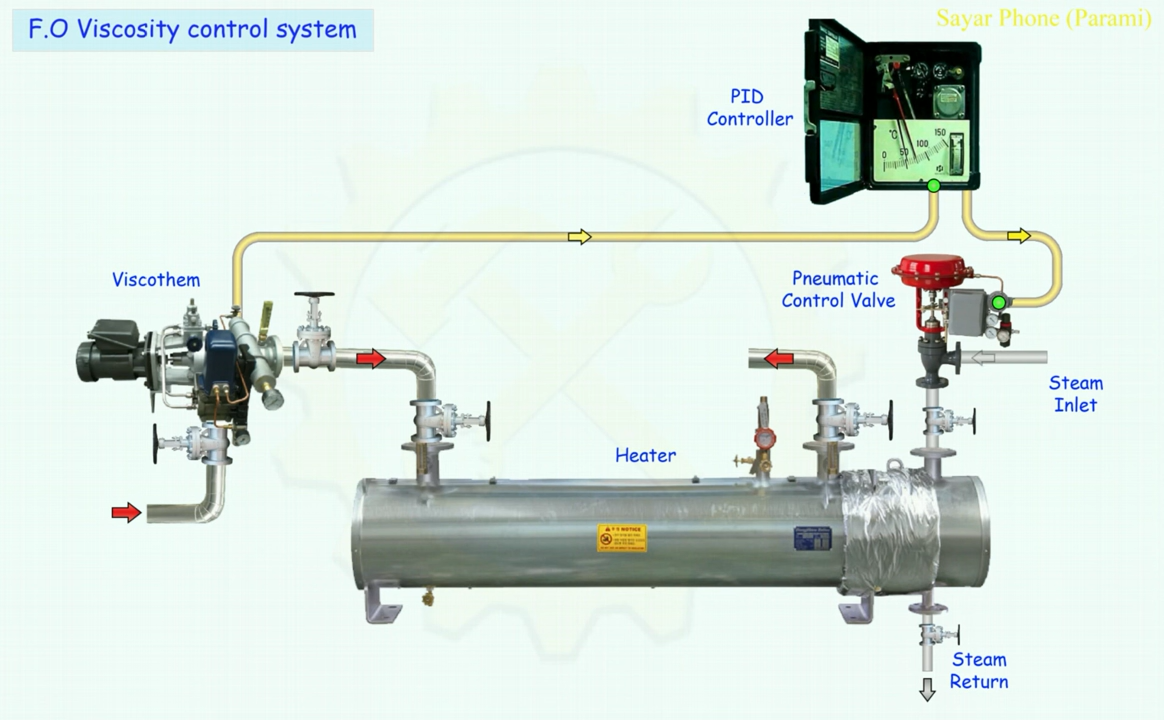 F.O Viscosity control system
Sayar Phone (Parami)
PID
Controller
°C
0
50
100
150
Viscothem
Pneumatic
Control Valve
Steam
Inlet
Heater
NOTICE
Steam
Return